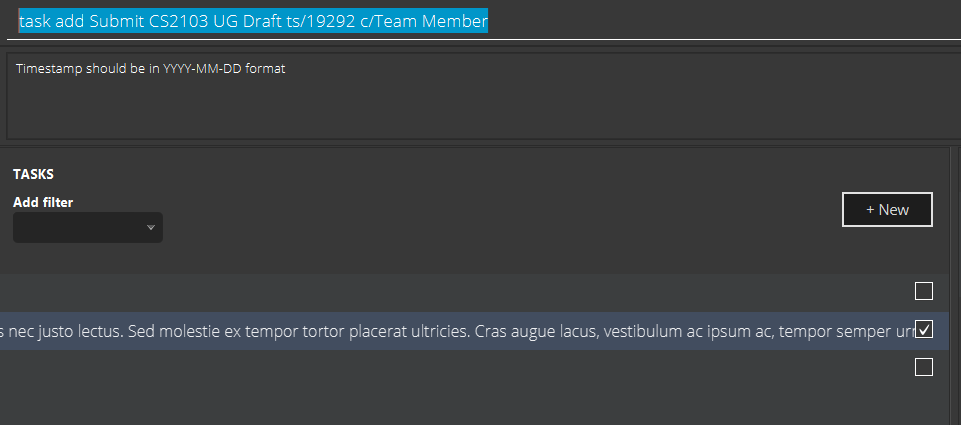 task add Submit CS2103 UG Draft ts/19292 c/Team Member
Timestamp should be in YYYY-MM-DD format
TASKS
Add filter
+ New
s nec justo lectus. Sed molestie ex tempor tortor placerat ultricies. Cras augue lacus, vestibulum ac ipsum ac, tempor semper